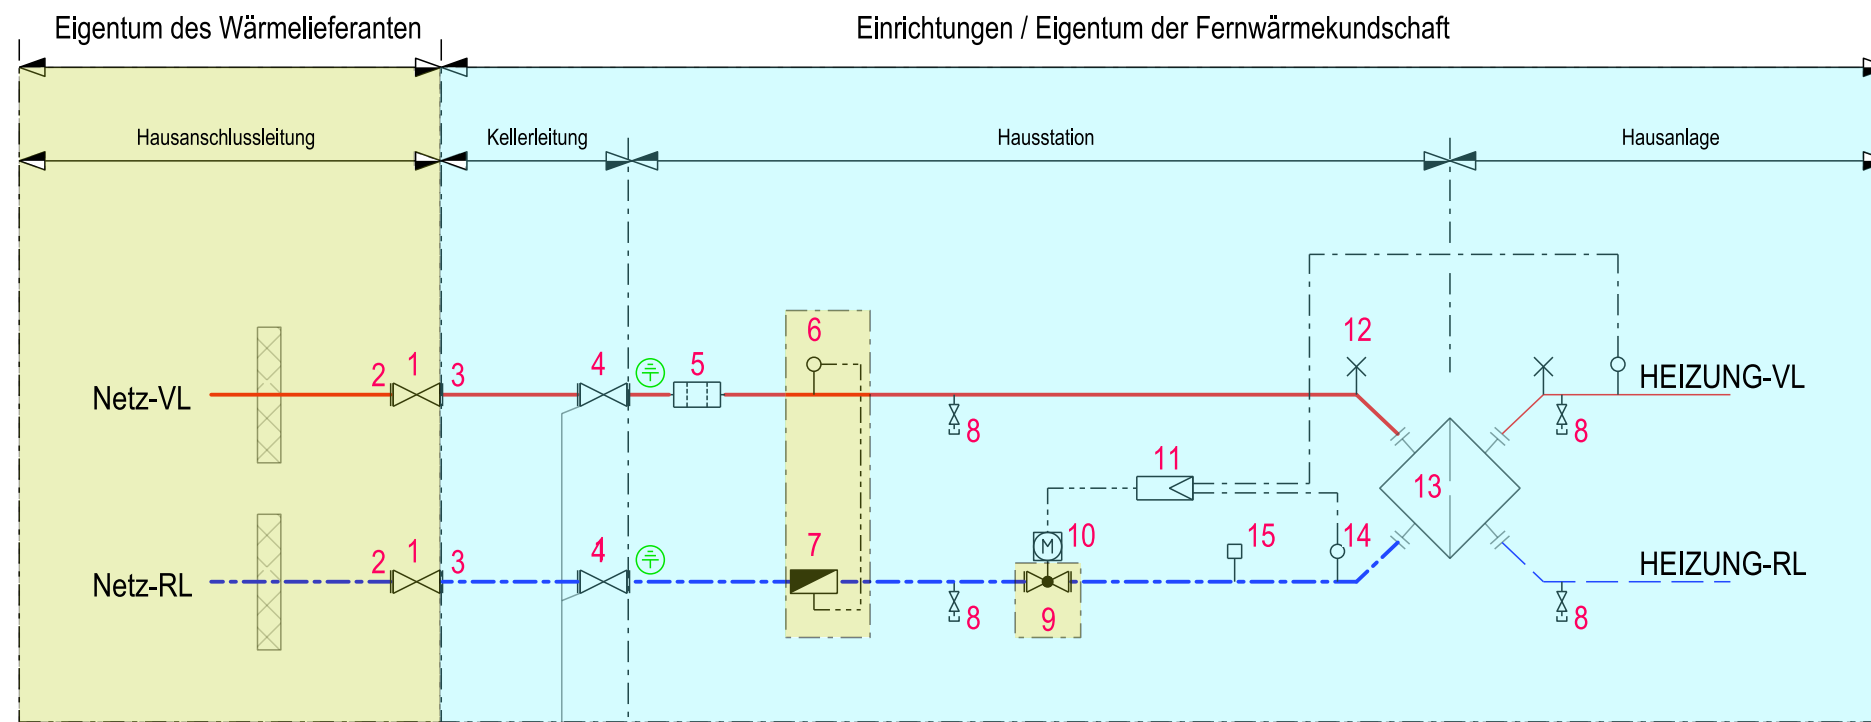 Eigentum des Wärmelieferanten Einrichtungen / Eigentum der Fernwärmekundschaft
Hausanschlussleitung Kellerleitung Hausstation Hausanlage
6 12
2 1 3 4 5
Netz-VL HEIZUNG-VL
8 8
11
13
2 1 3 4 7 10 15 14
Netz-RL HEIZUNG-RL
8 9 8
M